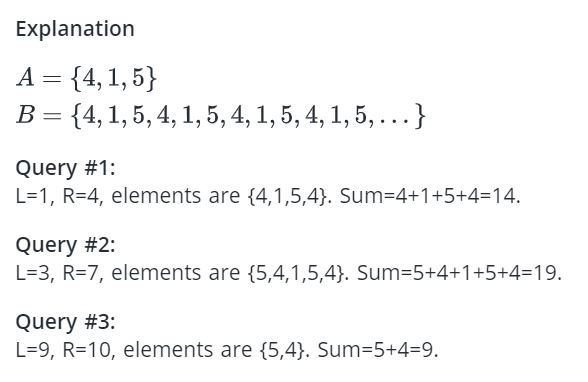 Explanation
A = {4, 1, 5}
B = {4, 1, 5, 4, 1, 5, 4, 1, 5, 4, 1, 5, . . . }
Query #1:
L=1, R=4, elements are {4,1,5,4}. Sum=4+1+5+4=14.
Query #2:
L=3, R=7, elements are {5,4,1,5,4}. Sum=5+4+1+5+4=19.
Query #3:
L=9, R=10, elements are {5,4}. Sum=5+4=9.